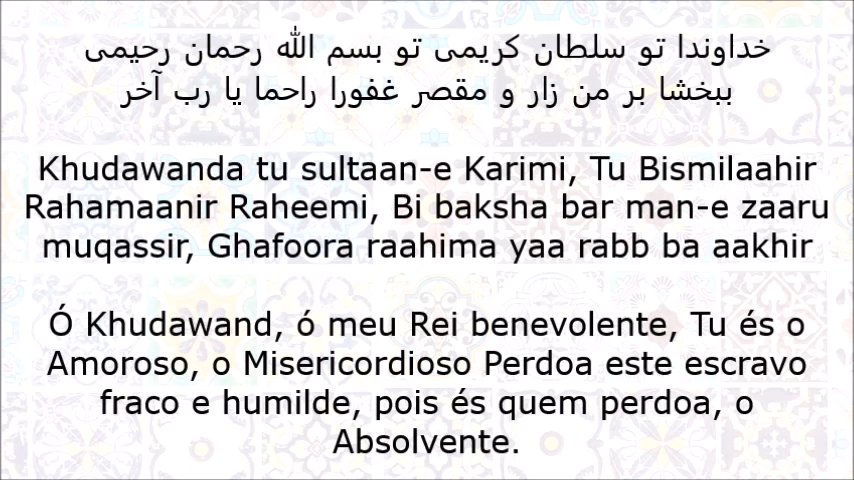 خداوندا تو سلطان کریمی تو بسم الله رحمان رحیمی
ببخشا بر من زار و مقصر غفورا راحما یا رب آخر
Khudawanda tu sultaan-e Karimi, Tu Bismilaahir
Rahamaanir Raheemi, Bi baksha bar man-e zaaru
muqassir, Ghafoora raahima yaa rabb ba aakhir
Ó Khudawand, ó meu Rei benevolente, Tu és o
Amoroso, o Misericordioso Perdoa este escravo
fraco e humilde, pois és quem perdoa, o
Absolvente.